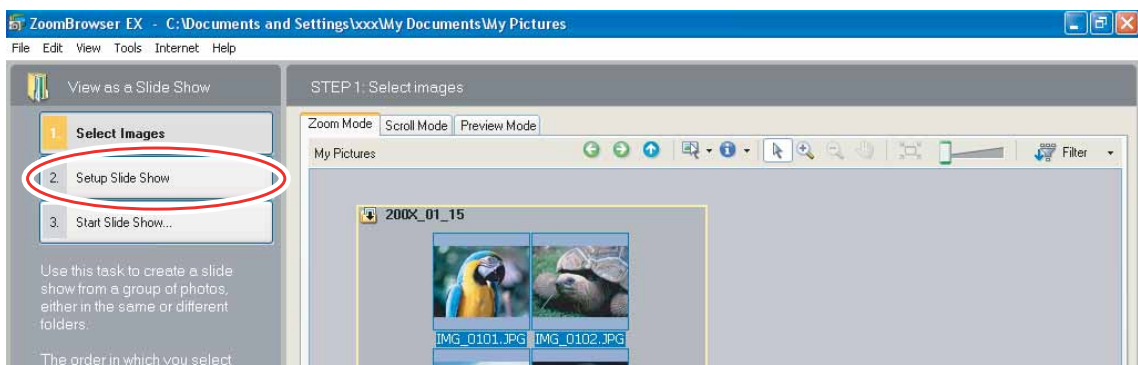 ZoomBrowser EX - C:\Documents and Settings\xxx\My Documents\My Pictures
File Edit View Tools Internet Help
View as a Slide Show
1. Select Images
2. Setup Slide Show
3. Start Slide Show...
Use this task to create a slide
show from a group of photos,
either in the same or different
folders.
The order in which you select
STEP 1: Select images
Zoom Mode Scroll Mode Preview Mode
My Pictures
Filter
200X_01_15
IMG_0101.JPG IMG_0102.JPG